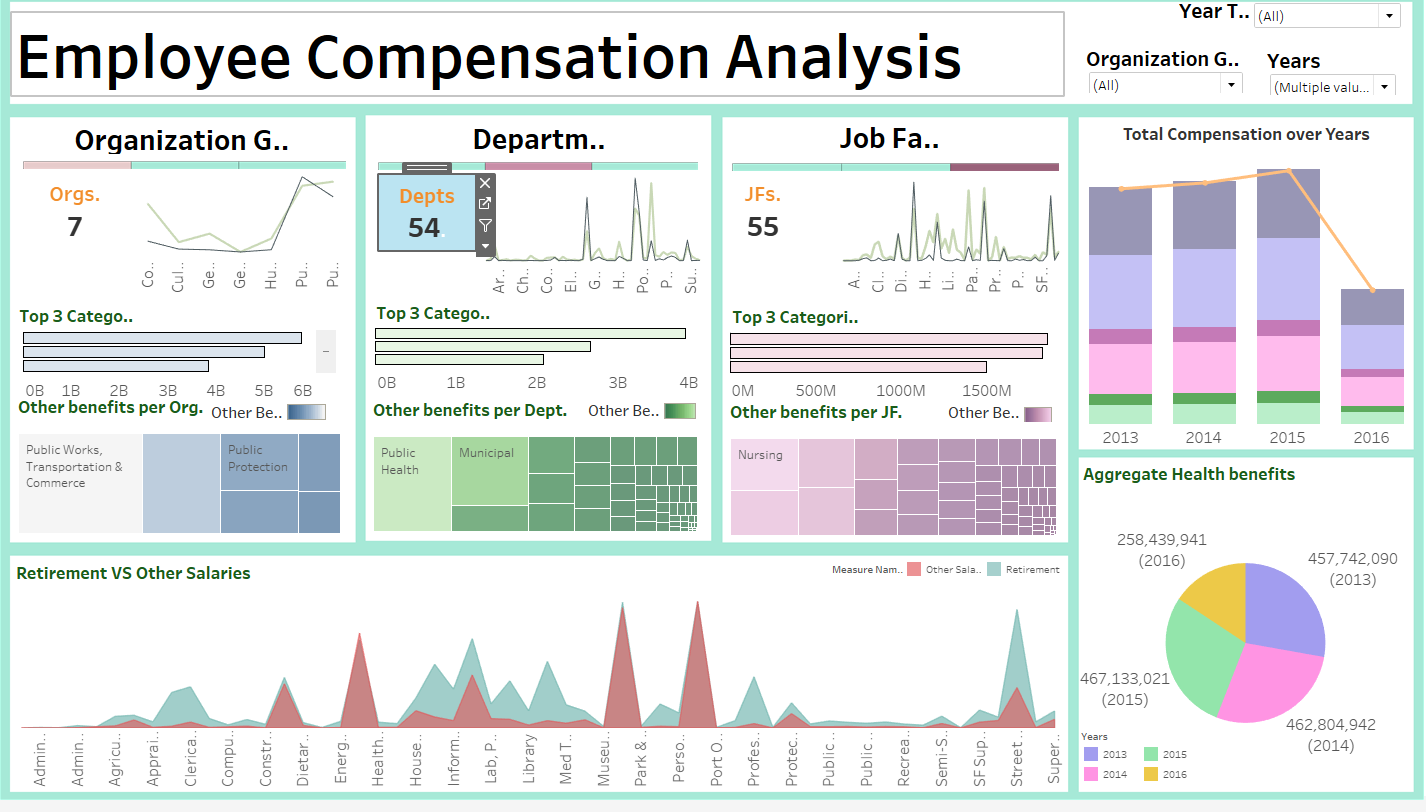 Employee Compensation Analysis
Year T..
(All)
Organization G..
(All)
Years
(Multiple valu...
Organization G..
Orgs.
7
Co..
Cul..
Ge..
Ge..
Hu..
Pu..
Pu..
Top 3 Catego..
0B 1B 2B 3B 4B 5B 6B
Other benefits per Org.
Other Be..
Public Works,
Transportation &
Commerce
Public
Protection
Departm..
Depts
54
Ar..
Ch..
Co..
El..
G..
H..
Po..
P..
Su..
Top 3 Catego..
0B 1B 2B 3B 4B
Other benefits per Dept.
Other Be..
Public
Health
Municipal
Job Fa..
JFs.
55
A..
Cl..
Di..
H..
Li..
Pa..
Pr..
P..
SF..
Top 3 Categori..
0M 500M 1000M 1500M
Other benefits per JF.
Other Be..
Nursing
Total Compensation over Years
2013 2014 2015 2016
Retirement VS Other Salaries
Measure Nam.. Other Sala.. Retirement
Admin..
Admin..
Agricu..
Apprai..
Clerica..
Compu..
Constr..
Dietar..
Energ..
Health..
House..
Inform..
Lab, P..
Library
Med T..
Museu..
Park &..
Perso..
Port O..
Profes..
Protec..
Public ..
Public ..
Recrea..
Semi-S..
SF Sup..
Street ..
Super..
Aggregate Health benefits
258,439,941
(2016)
457,742,090
(2013)
467,133,021
(2015)
462,804,942
(2014)
Years
2013 2015
2014 2016